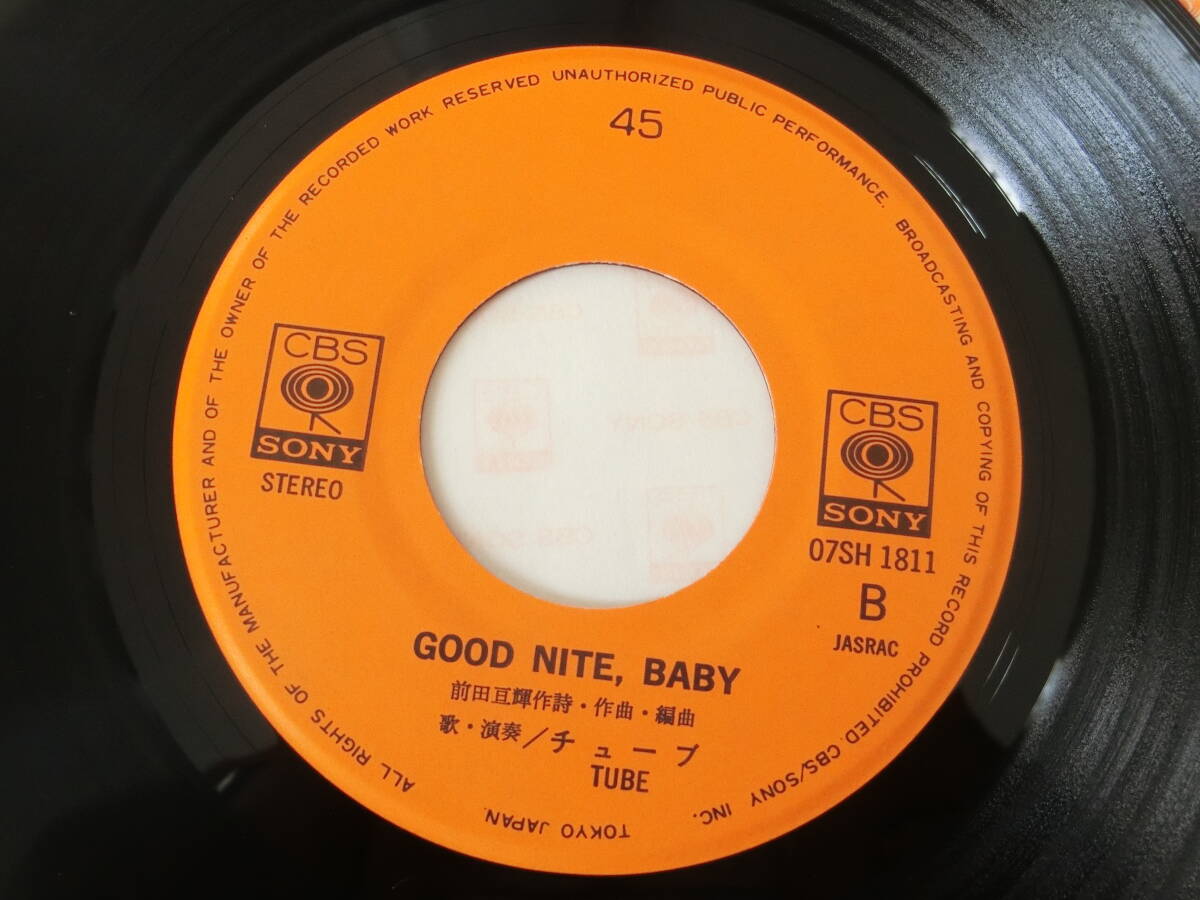 ALL RIGHTS OF THE MANUFACTURER AND OF THE OWNER OF THE RECORDED WORK RESERVED UNAUTHORIZED PUBLIC PERFORMANCE. BROADCASTING AND COPYING OF THIS RECORD PROHIBITED. CBS/SONY INC.
TOKYO JAPAN.
45
CBS
SONY
STEREO
CBS
SONY
07SH 1811
B
JASRAC
GOOD NITE, BABY
前田亘輝作詩・作曲・編曲
歌・演奏/チューブ
TUBE